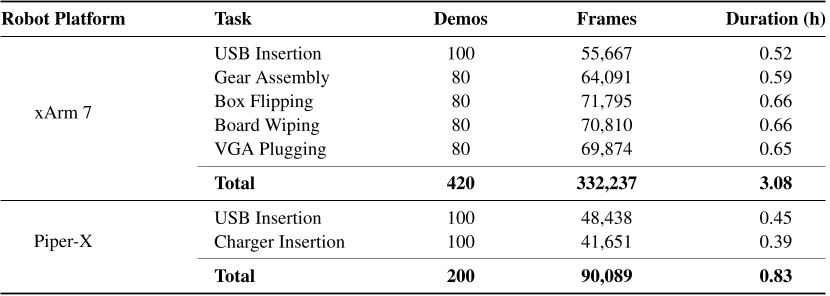 Robot Platform Task Demos Frames Duration (h)
USB Insertion 100 55,667 0.52
Gear Assembly 80 64,091 0.59
Box Flipping 80 71,795 0.66
xArm 7
Board Wiping 80 70,810 0.66
VGA Plugging 80 69,874 0.65
Total 420 332,237 3.08
USB Insertion 100 48,438 0.45
Piper-X
Charger Insertion 100 41,651 0.39
Total 200 90,089 0.83